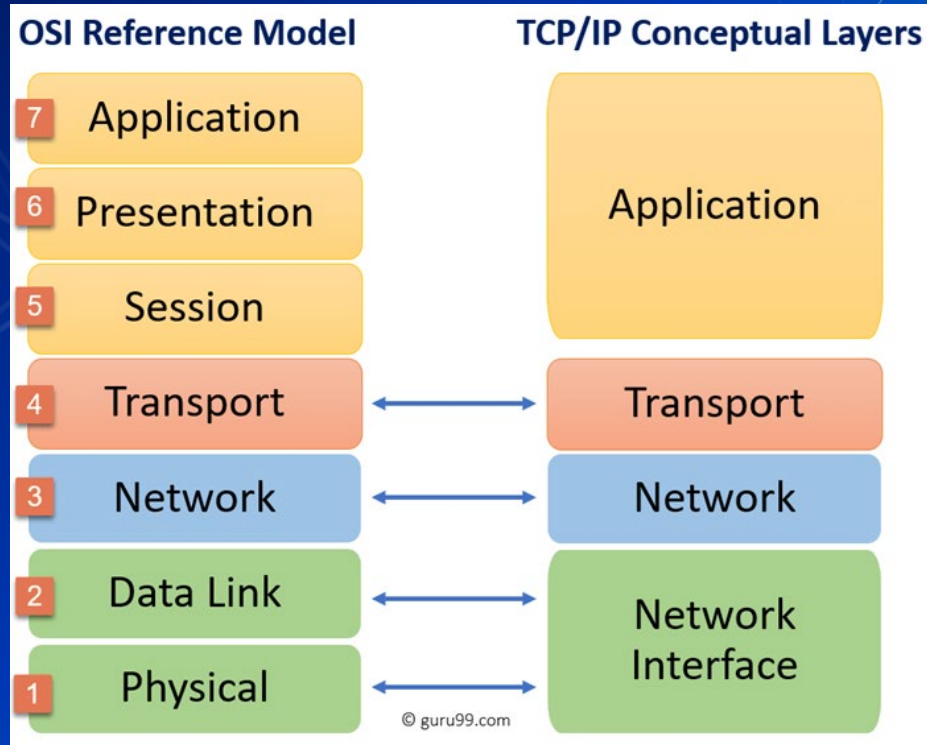 OSI Reference Model
TCP/IP Conceptual Layers
7 Application
6 Presentation
5 Session
Application
4 Transport
Transport
3 Network
Network
2 Data Link
1 Physical
Network
Interface
© guru99.com